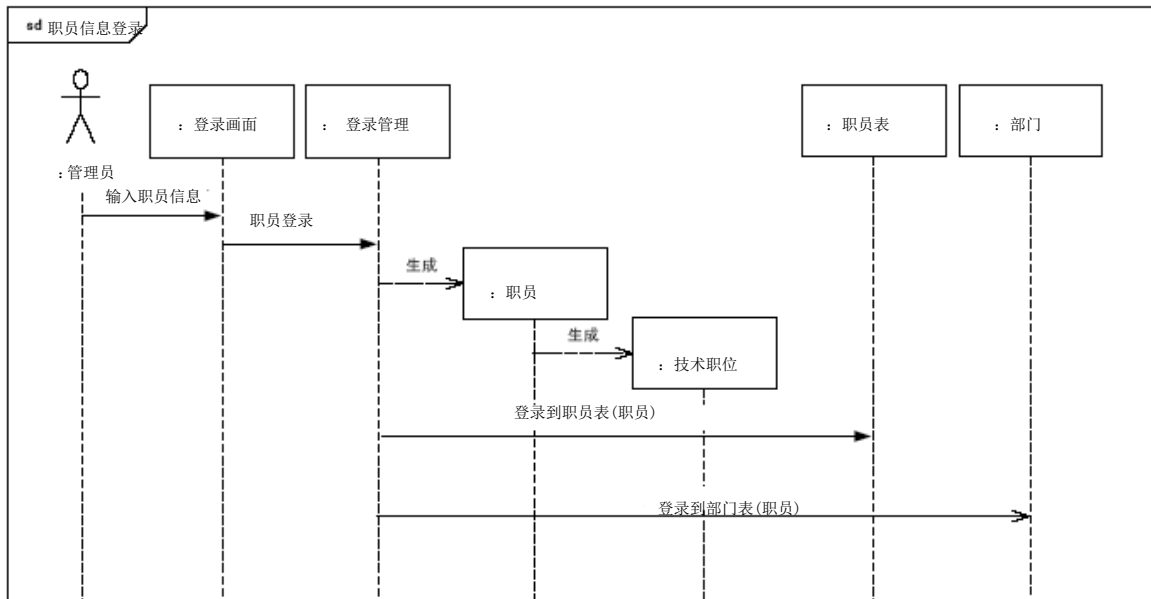 sd 职员信息登录
：登录画面
： 登录管理
：职员表
：部门
：管理员
输入职员信息
职员登录
生成
：职员
生成
：技术职位
登录到职员表(职员)
登录到部门表(职员)